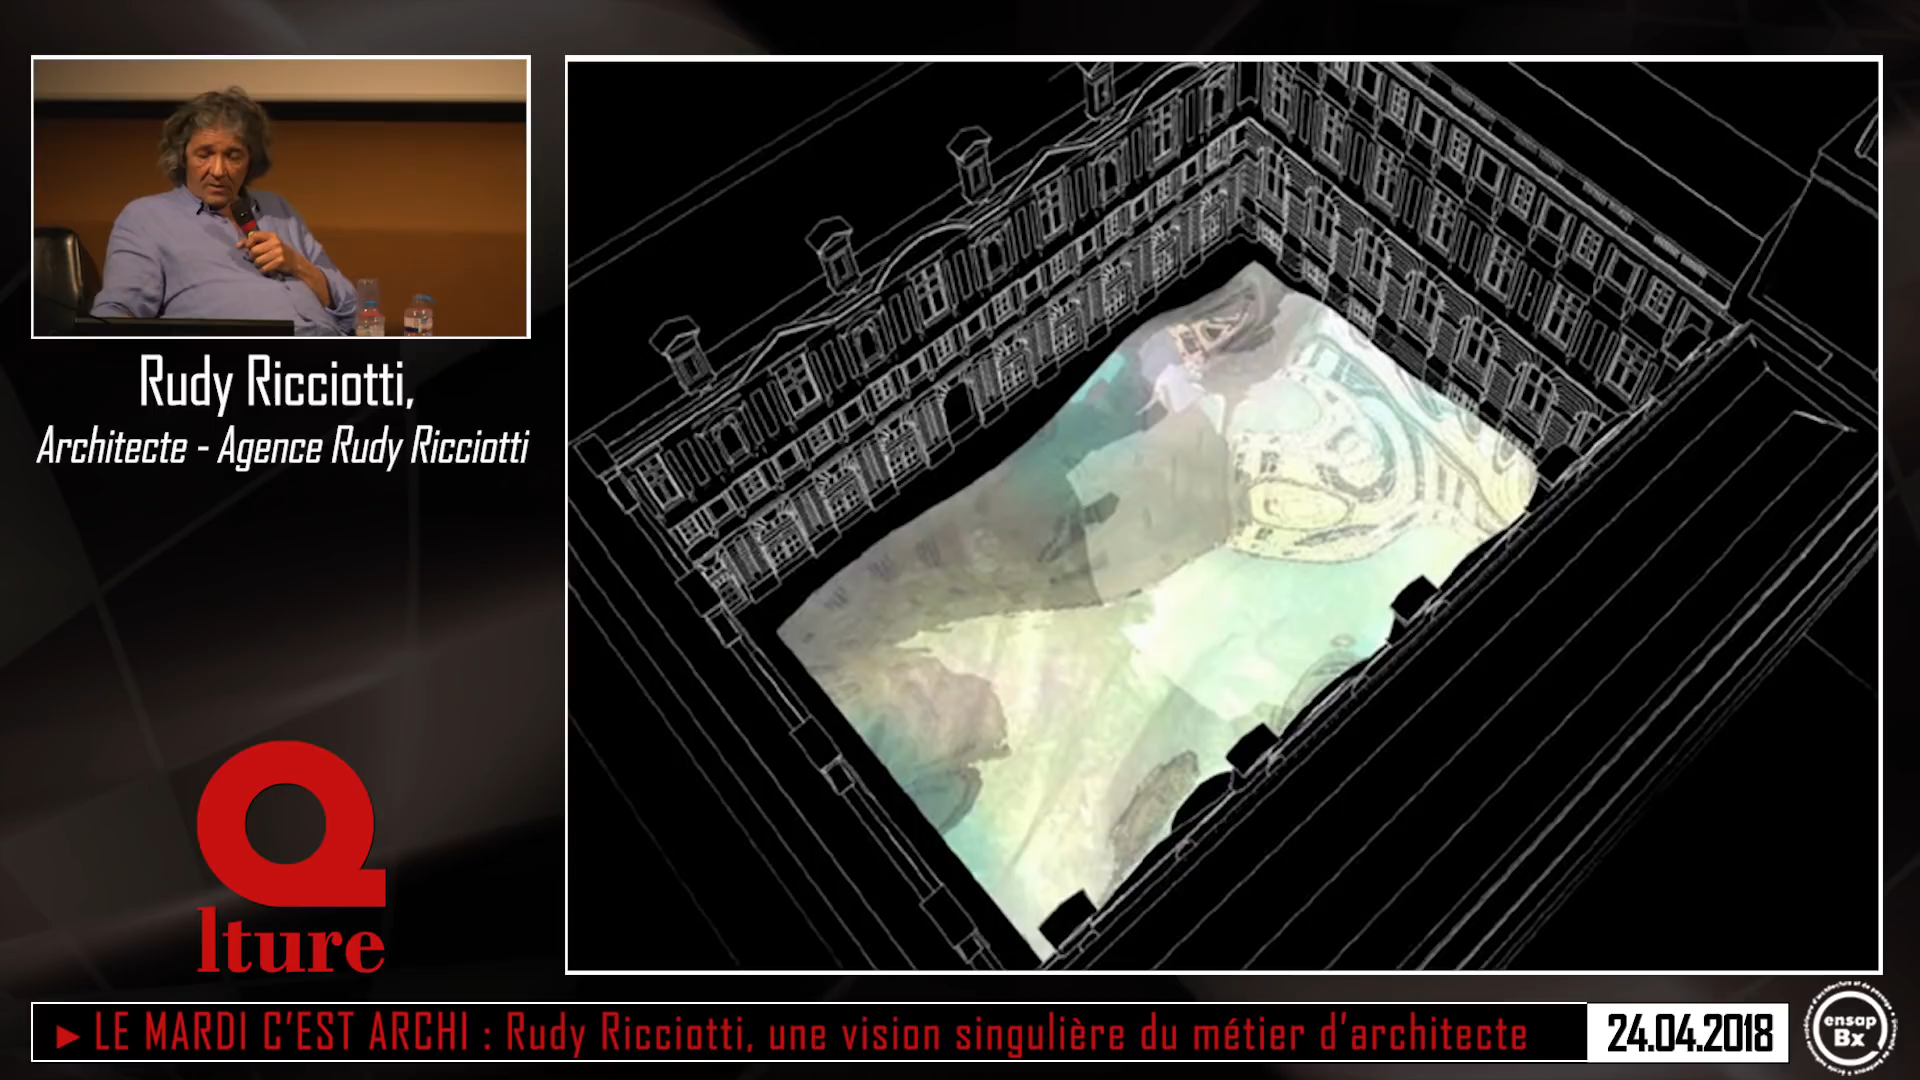 Rudy Ricciotti,
Architecte - Agence Rudy Ricciotti
Qlture
► LE MARDI C'EST ARCHI : Rudy Ricciotti, une vision singulière du métier d'architecte
24.04.2018
ensap
Bx